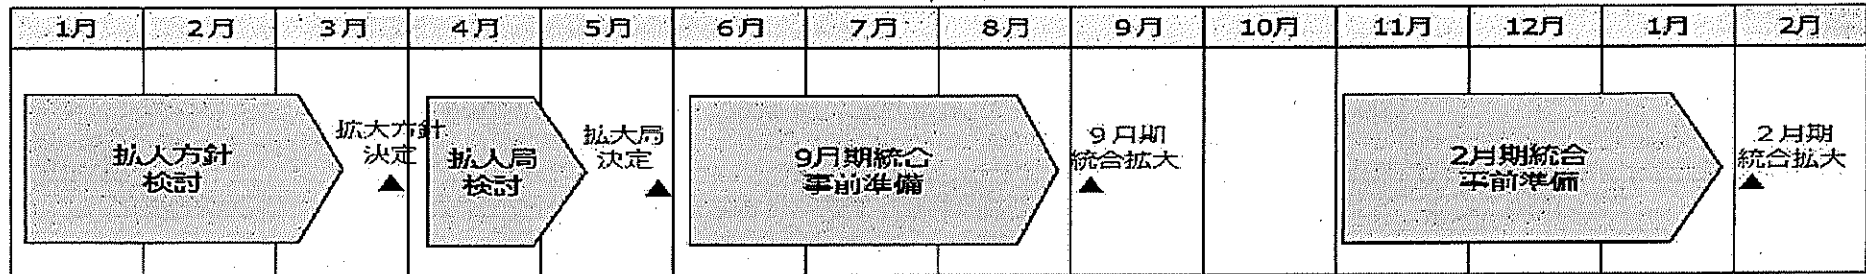 1月 2月 3月 4月 5月 6月 7月 8月 9月 10月 11月 12月 1月 2月
拡大方針
検討
拡大方針
決定
▲
拡大局
検討
拡大局
決定
▲
9月期統合
事前準備
9月期
統合拡大
▲
2月期統合
事前準備
2月期
統合拡大
▲